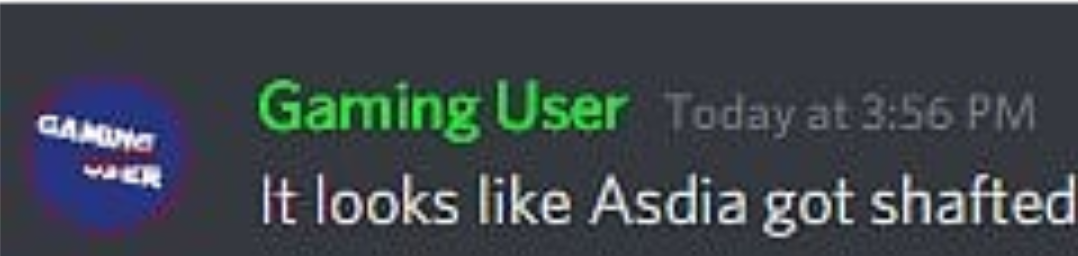 GAMING
USER
Gaming User Today at 3:56 PM
It looks like Asdia got shafted